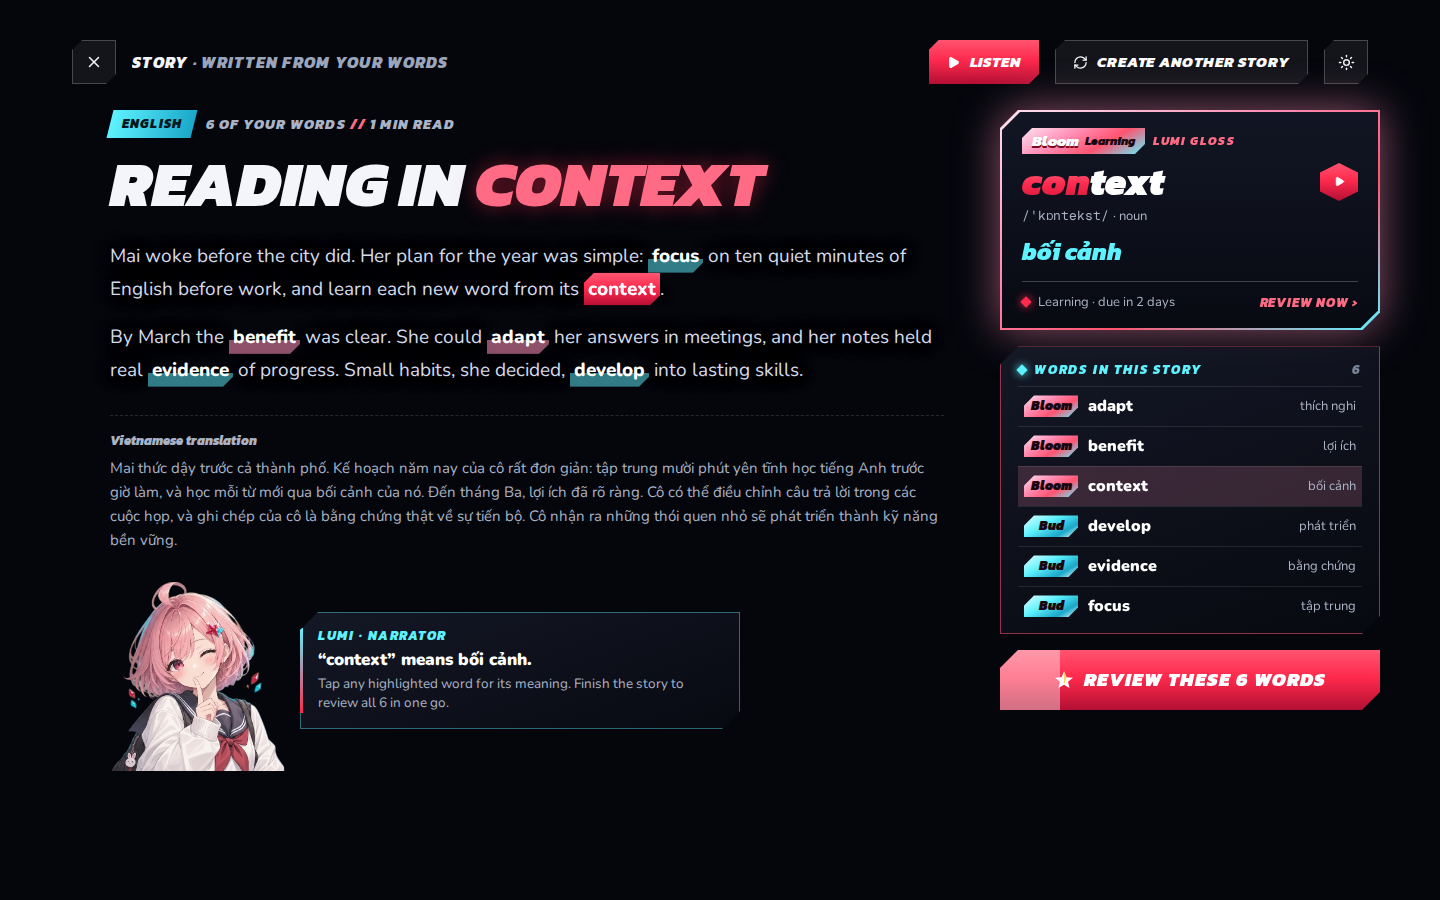 STORY · WRITTEN FROM YOUR WORDS
LISTEN
CREATE ANOTHER STORY
ENGLISH
6 OF YOUR WORDS // 1 MIN READ
READING IN CONTEXT
Mai woke before the city did. Her plan for the year was simple: focus on ten quiet minutes of
English before work, and learn each new word from its context.
By March the benefit was clear. She could adapt her answers in meetings, and her notes held
real evidence of progress. Small habits, she decided, develop into lasting skills.
Vietnamese translation
Mai thức dậy trước cả thành phố. Kế hoạch năm nay của cô rất đơn giản: tập trung mười phút yên tĩnh học tiếng Anh trước
giờ làm, và học mỗi từ mới qua bối cảnh của nó. Đến tháng Ba, lợi ích đã rõ ràng. Cô có thể điều chỉnh câu trả lời trong các
cuộc họp, và ghi chép của cô là bằng chứng thật về sự tiến bộ. Cô nhận ra những thói quen nhỏ sẽ phát triển thành kỹ năng
bền vững.
LUMI · NARRATOR
“context” means bối cảnh.
Tap any highlighted word for its meaning. Finish the story to
review all 6 in one go.
Bloom Learning LUMI GLOSS
context
/ˈkɒntekst/ · noun
bối cảnh
Learning · due in 2 days
REVIEW NOW ›
WORDS IN THIS STORY 6
Bloom adapt thích nghi
Bloom benefit lợi ích
Bloom context bối cảnh
Bud develop phát triển
Bud evidence bằng chứng
Bud focus tập trung
REVIEW THESE 6 WORDS